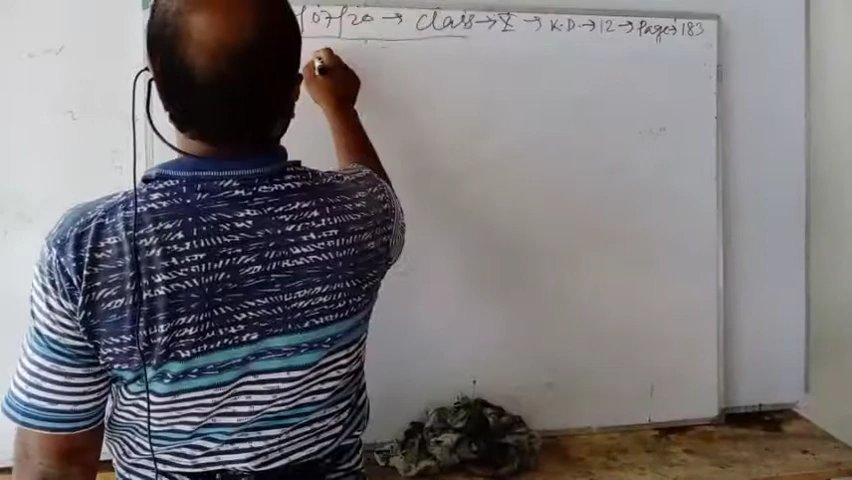 /07/20 → Class → X → K.D → 12 → Page → 183